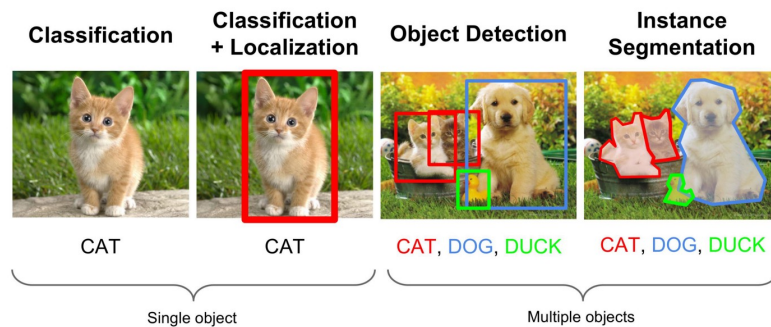 Classification
Classification
+ Localization
Object Detection
Instance
Segmentation
CAT
CAT
CAT, DOG, DUCK
CAT, DOG, DUCK
Single object
Multiple objects